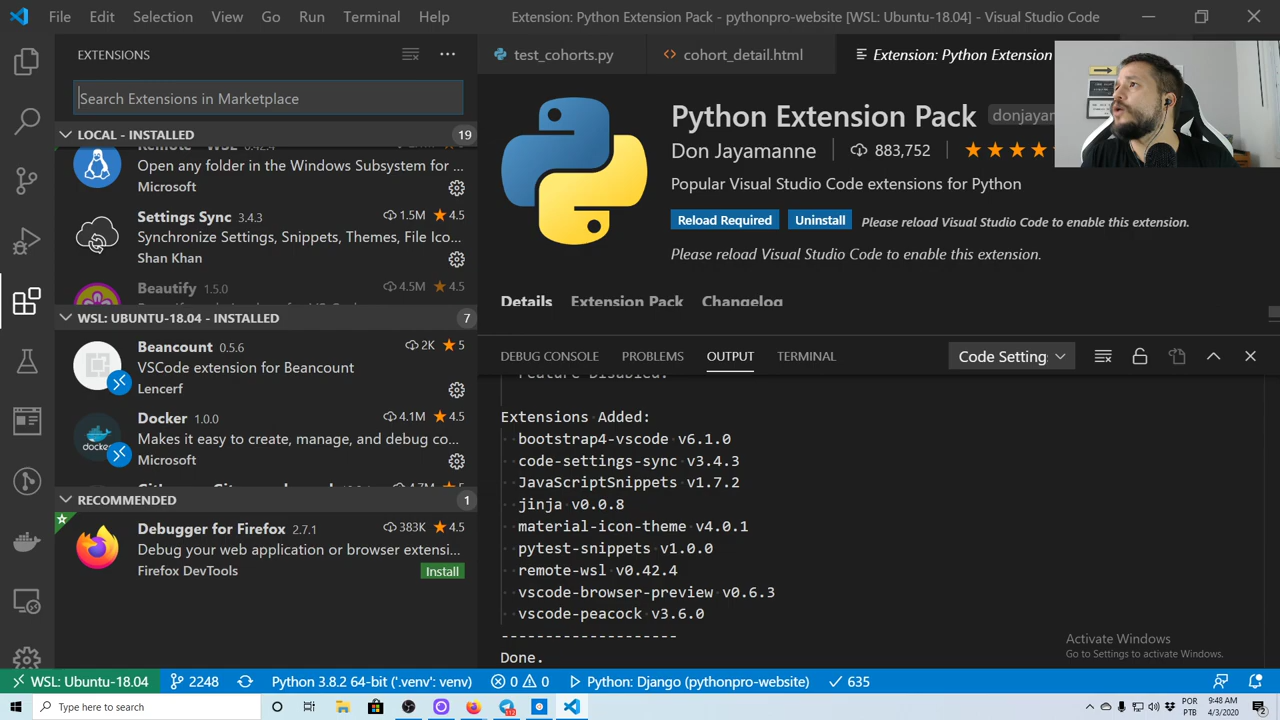 File Edit Selection View Go Run Terminal Help Extension: Python Extension Pack - pythonpro-website [WSL: Ubuntu-18.04] - Visual Studio Code
EXTENSIONS
Search Extensions in Marketplace
LOCAL - INSTALLED 19
Remote - WSL 0.42.4
Open any folder in the Windows Subsystem for ...
Microsoft
Settings Sync 3.4.3 1.5M 4.5
Synchronize Settings, Snippets, Themes, File Ico...
Shan Khan
Beautify 1.5.0 4.5M 4.5
WSL: UBUNTU-18.04 - INSTALLED 7
Beancount 0.5.6 2K 5
VSCode extension for Beancount
Lencerf
Docker 1.0.0 4.1M 4.5
Makes it easy to create, manage, and debug co...
Microsoft
RECOMMENDED 1
Debugger for Firefox 2.7.1 383K 4.5
Debug your web application or browser extensi...
Firefox DevTools Install
test_cohorts.py cohort_detail.html Extension: Python Extension
Python Extension Pack donjayam
Don Jayamanne 883,752
Popular Visual Studio Code extensions for Python
Reload Required Uninstall Please reload Visual Studio Code to enable this extension.
Please reload Visual Studio Code to enable this extension.
Details Extension Pack Changelog
DEBUG CONSOLE PROBLEMS OUTPUT TERMINAL Code Setting
Feature Disabled.
Extensions Added:
bootstrap4-vscode v6.1.0
code-settings-sync v3.4.3
JavaScriptSnippets v1.7.2
jinja v0.0.8
material-icon-theme v4.0.1
pytest-snippets v1.0.0
remote-wsl v0.42.4
vscode-browser-preview v0.6.3
vscode-peacock v3.6.0
--------------------
Done.
Activate Windows
Go to Settings to activate Windows.
WSL: Ubuntu-18.04 2248 Python 3.8.2 64-bit ('.venv': venv) 0 0 Python: Django (pythonpro-website) 635
Type here to search POR PTB 9:48 AM 4/3/2020 2